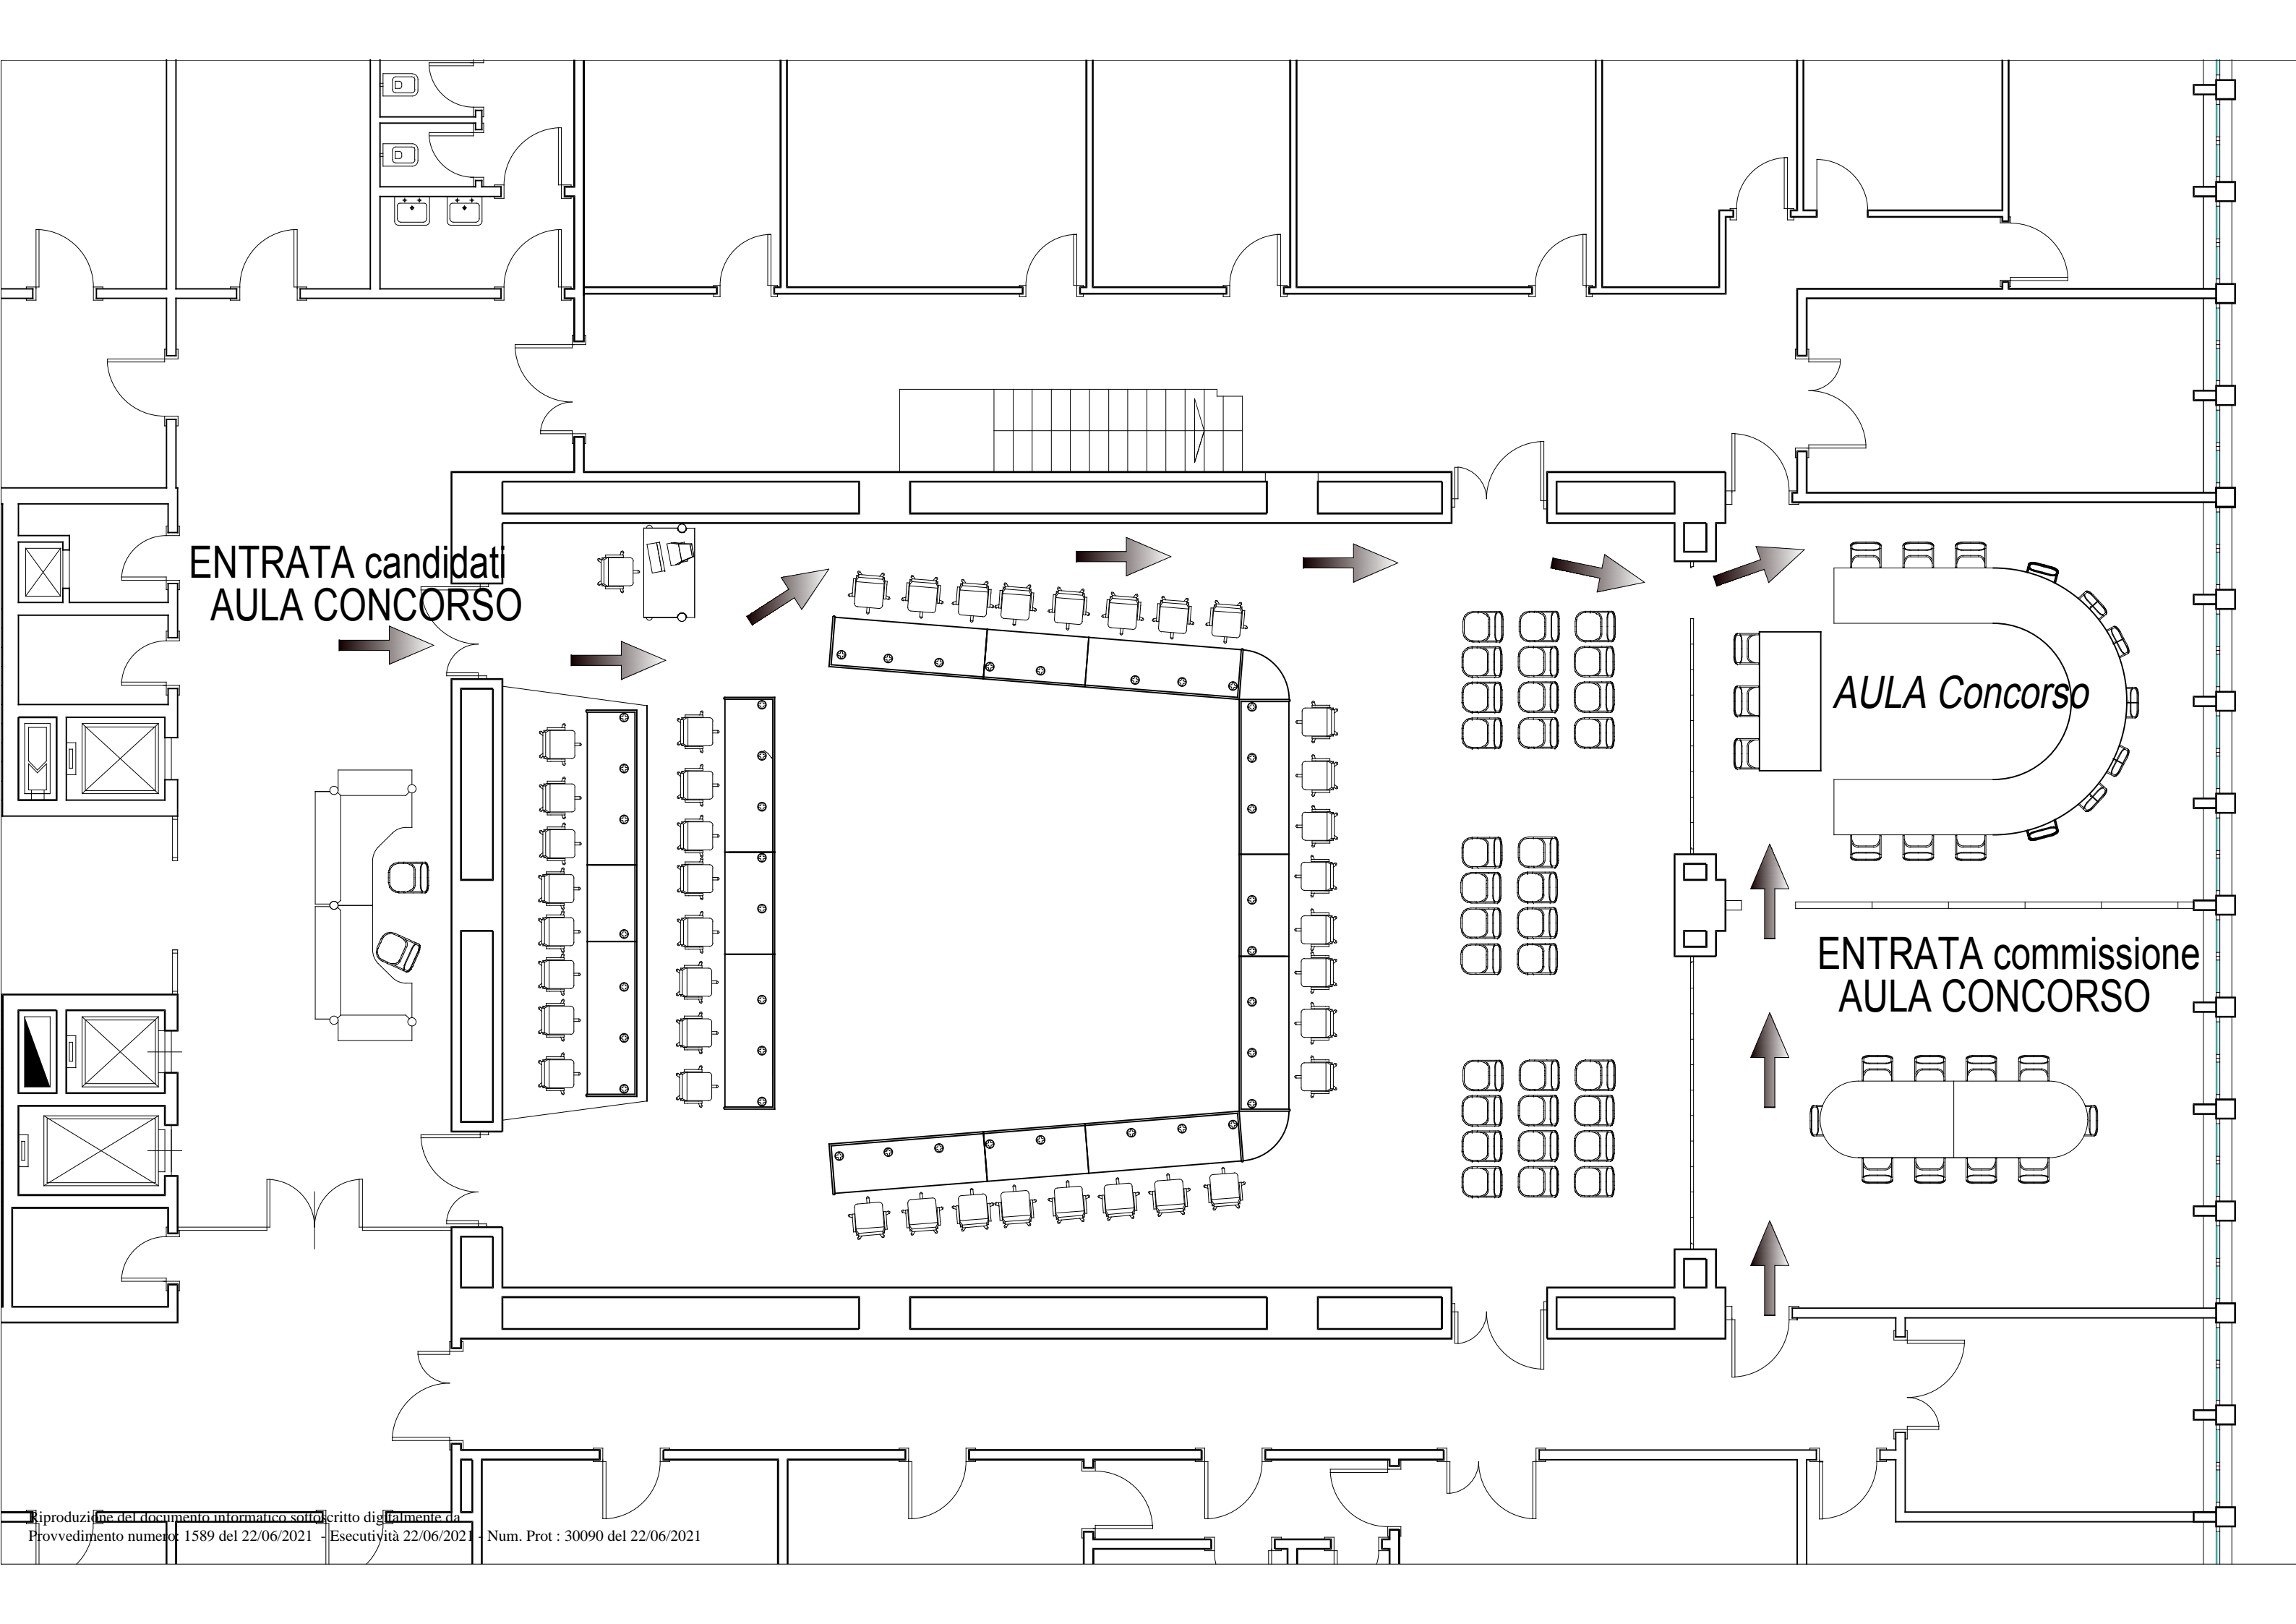 ENTRATA candidati
AULA CONCORSO
AULA Concorso
ENTRATA commissione
AULA CONCORSO
Riproduzione del documento informatico sottoscritto digitalmente da
Provvedimento numero: 1589 del 22/06/2021 - Esecutività 22/06/2021 - Num. Prot : 30090 del 22/06/2021